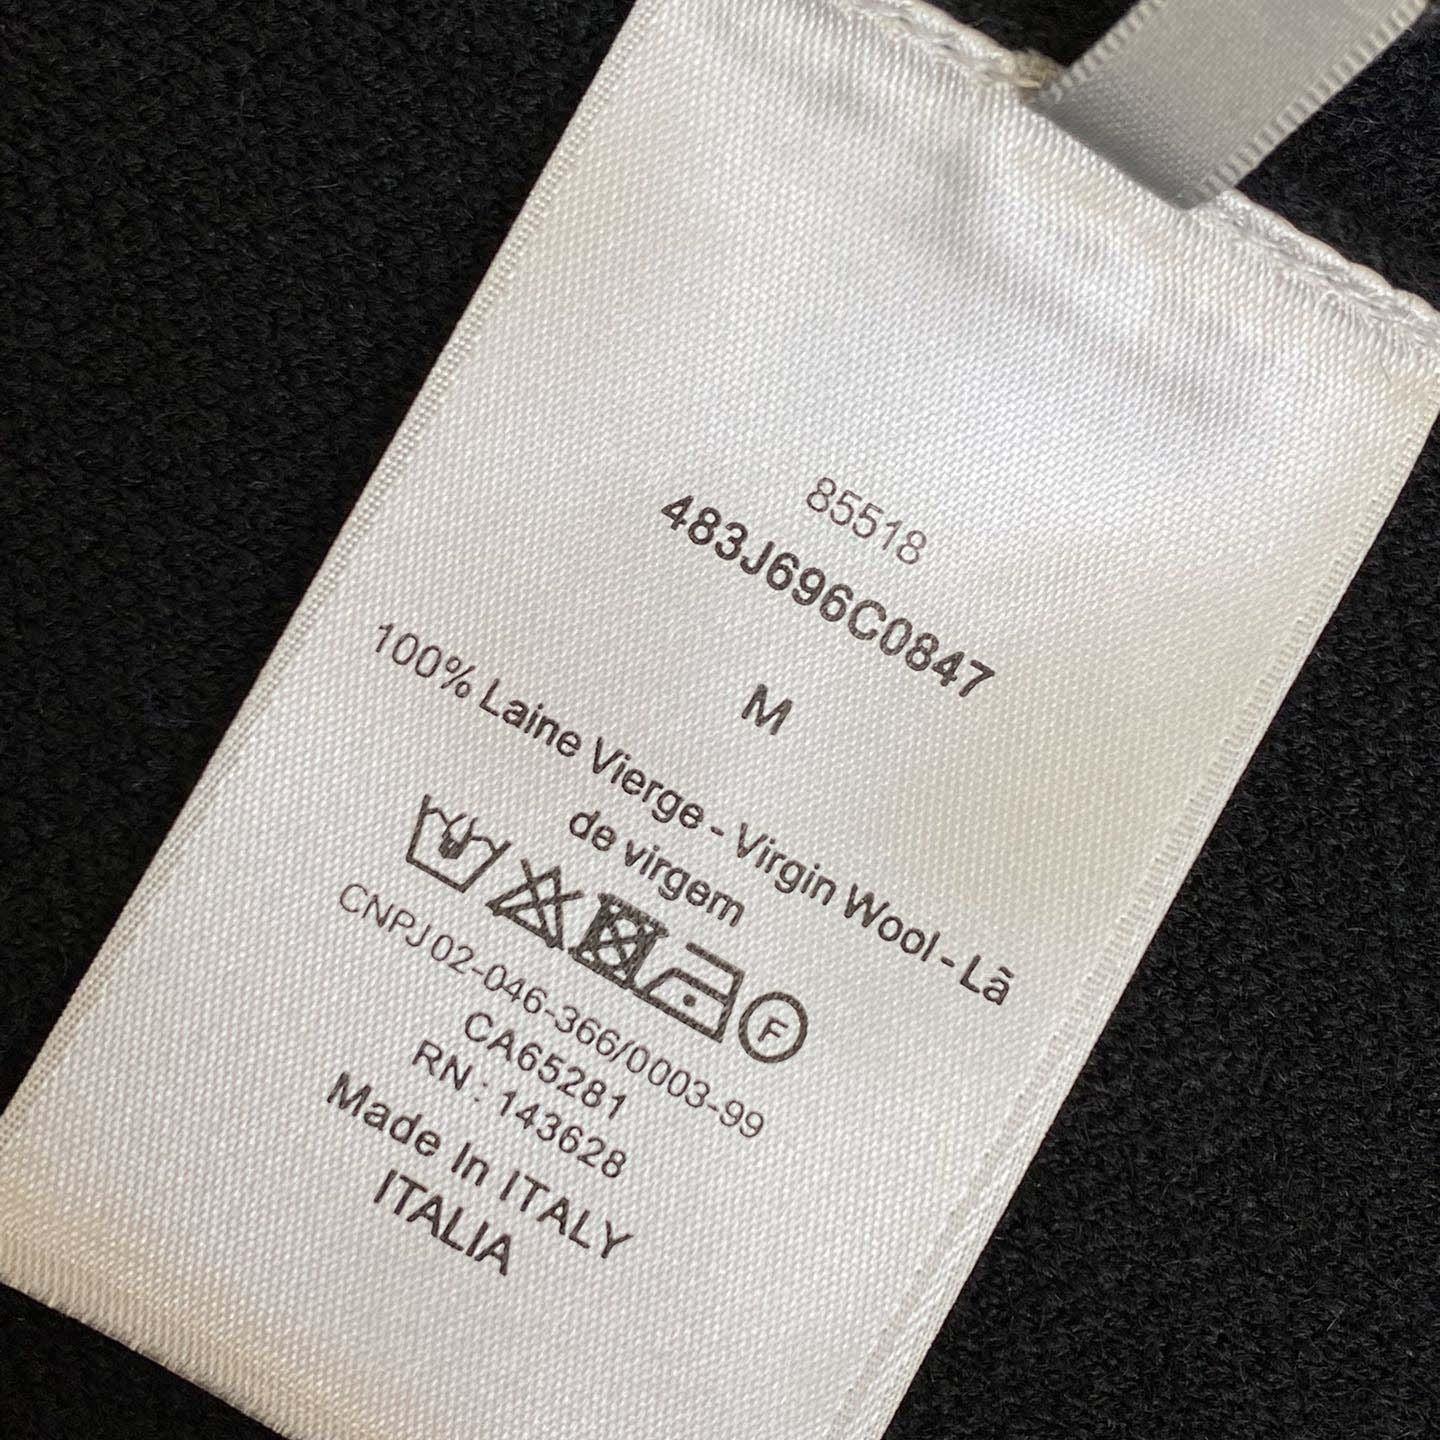 85518
483J696C0847
M
100% Laine Vierge - Virgin Wool - Lã
de virgem
F
CNPJ 02-046-366/0003-99
CA65281
RN : 143628
Made In ITALY
ITALIA